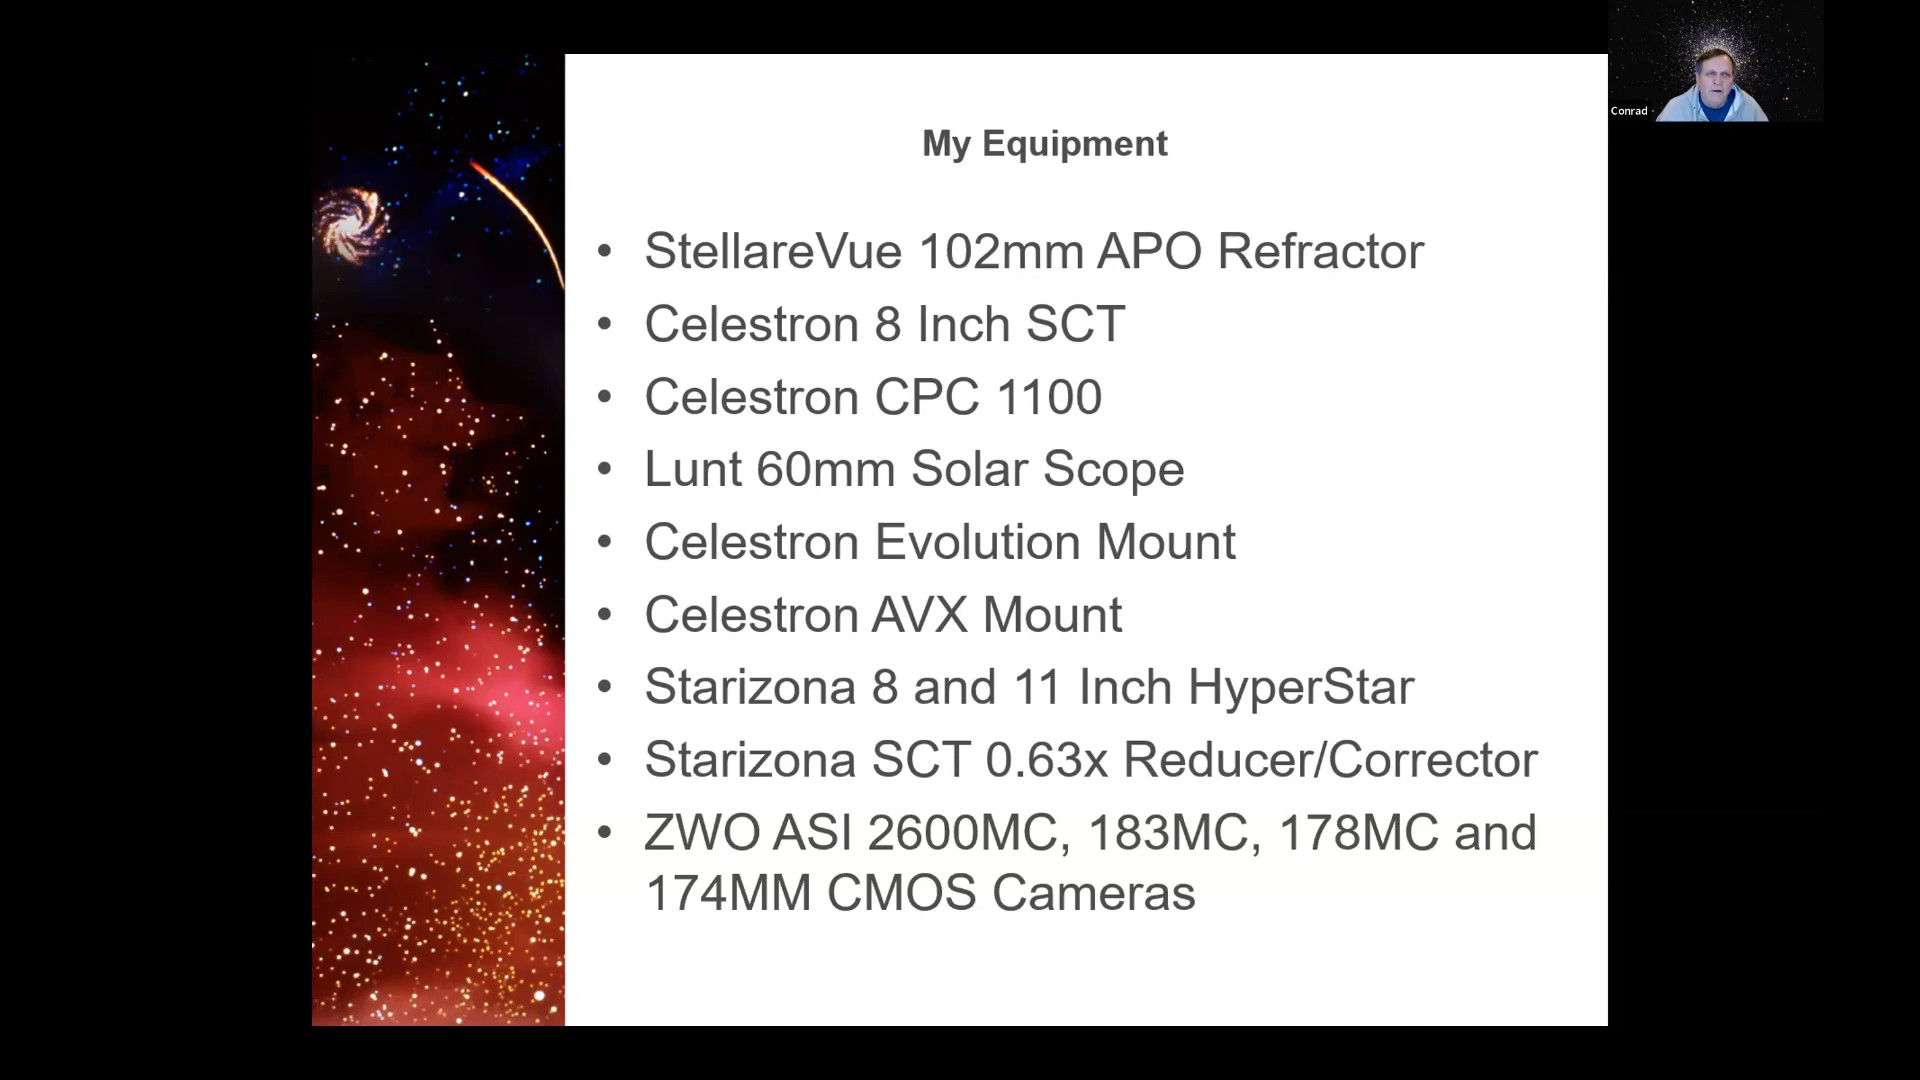 My Equipment
• StellareVue 102mm APO Refractor
• Celestron 8 Inch SCT
• Celestron CPC 1100
• Lunt 60mm Solar Scope
• Celestron Evolution Mount
• Celestron AVX Mount
• Starizona 8 and 11 Inch HyperStar
• Starizona SCT 0.63x Reducer/Corrector
• ZWO ASI 2600MC, 183MC, 178MC and
174MM CMOS Cameras
Conrad